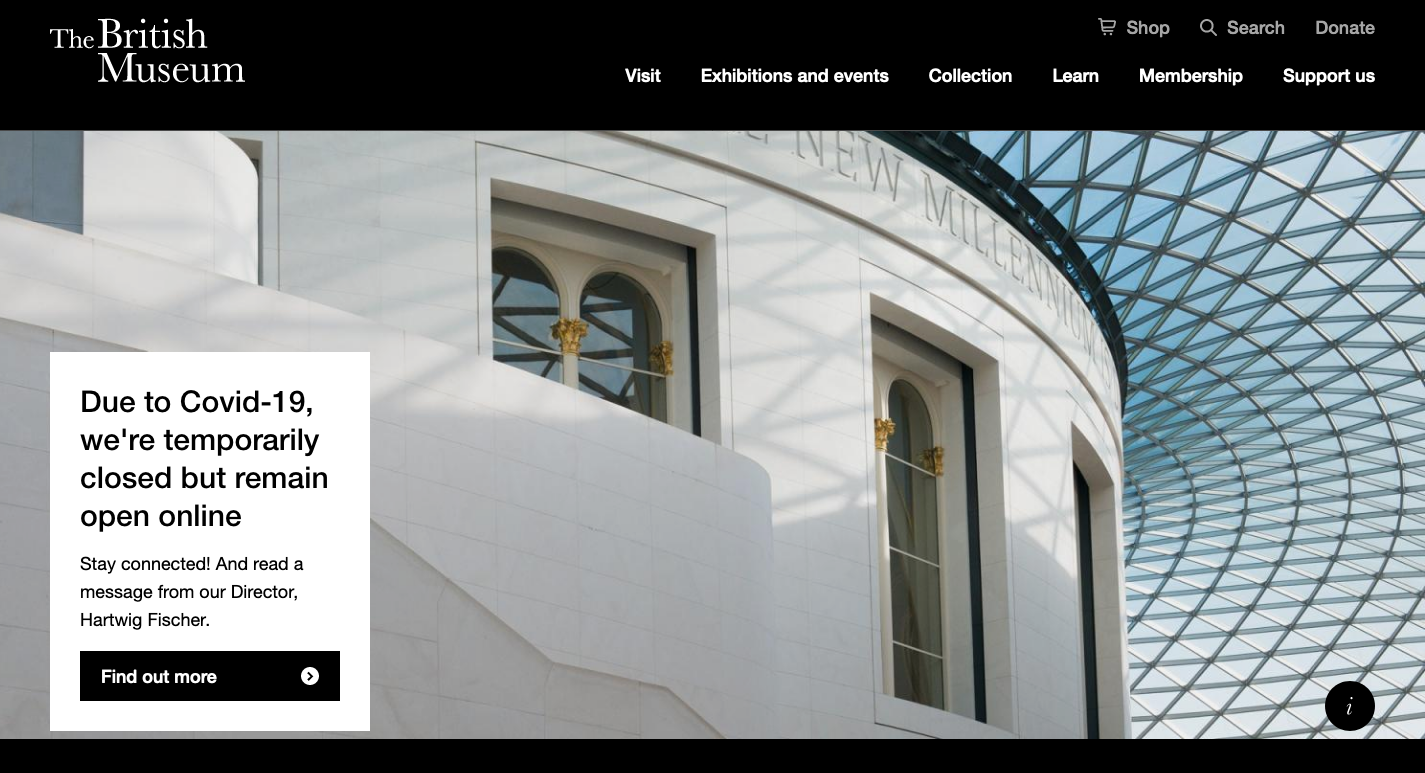 The British
Museum
Shop
Search
Donate
Visit
Exhibitions and events
Collection
Learn
Membership
Support us
NEW MILLENNIUM
Due to Covid-19,
we're temporarily
closed but remain
open online
Stay connected! And read a
message from our Director,
Hartwig Fischer.
Find out more
i